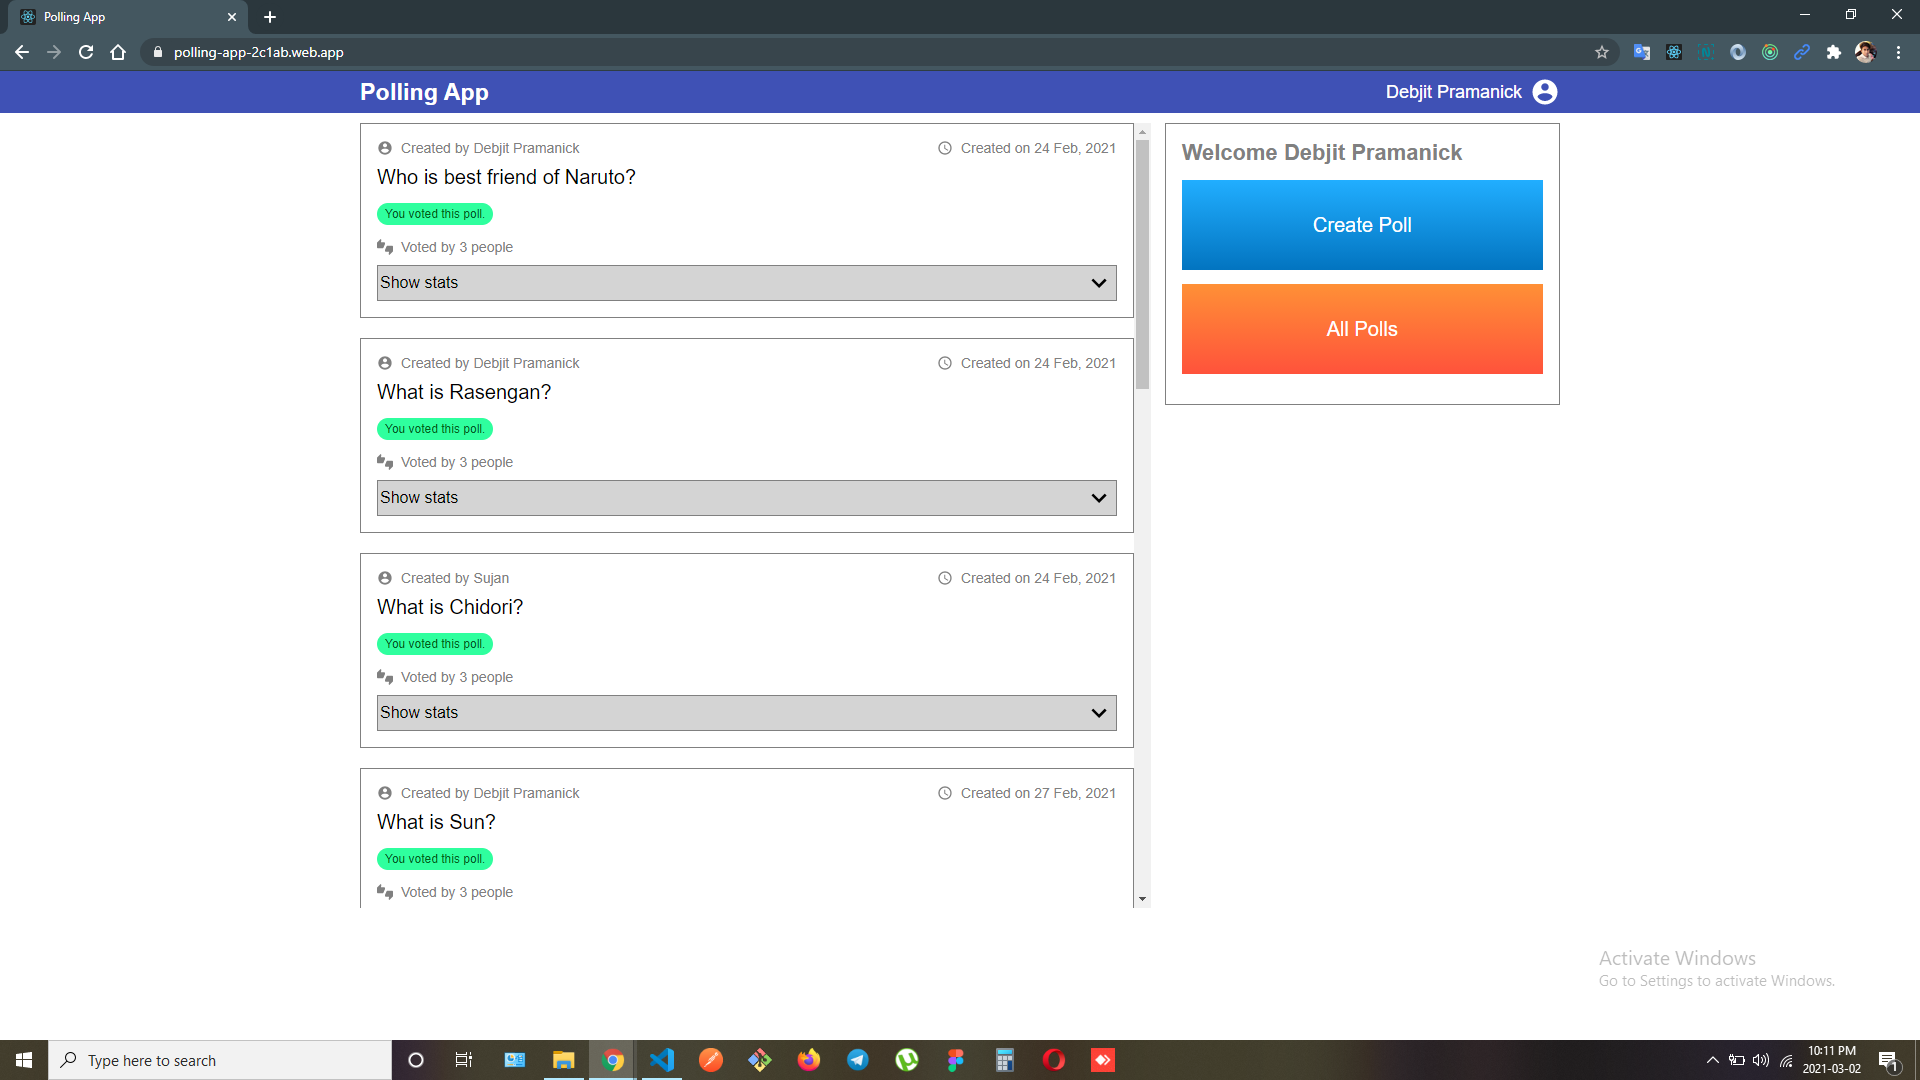 Polling App
polling-app-2c1ab.web.app
Polling App
Debjit Pramanick
Created by Debjit Pramanick
Created on 24 Feb, 2021
Who is best friend of Naruto?
You voted this poll.
Voted by 3 people
Show stats
Created by Debjit Pramanick
Created on 24 Feb, 2021
What is Rasengan?
You voted this poll.
Voted by 3 people
Show stats
Created by Sujan
Created on 24 Feb, 2021
What is Chidori?
You voted this poll.
Voted by 3 people
Show stats
Created by Debjit Pramanick
Created on 27 Feb, 2021
What is Sun?
You voted this poll.
Voted by 3 people
Welcome Debjit Pramanick
Create Poll
All Polls
Activate Windows
Go to Settings to activate Windows.
Type here to search
10:11 PM
2021-03-02
1